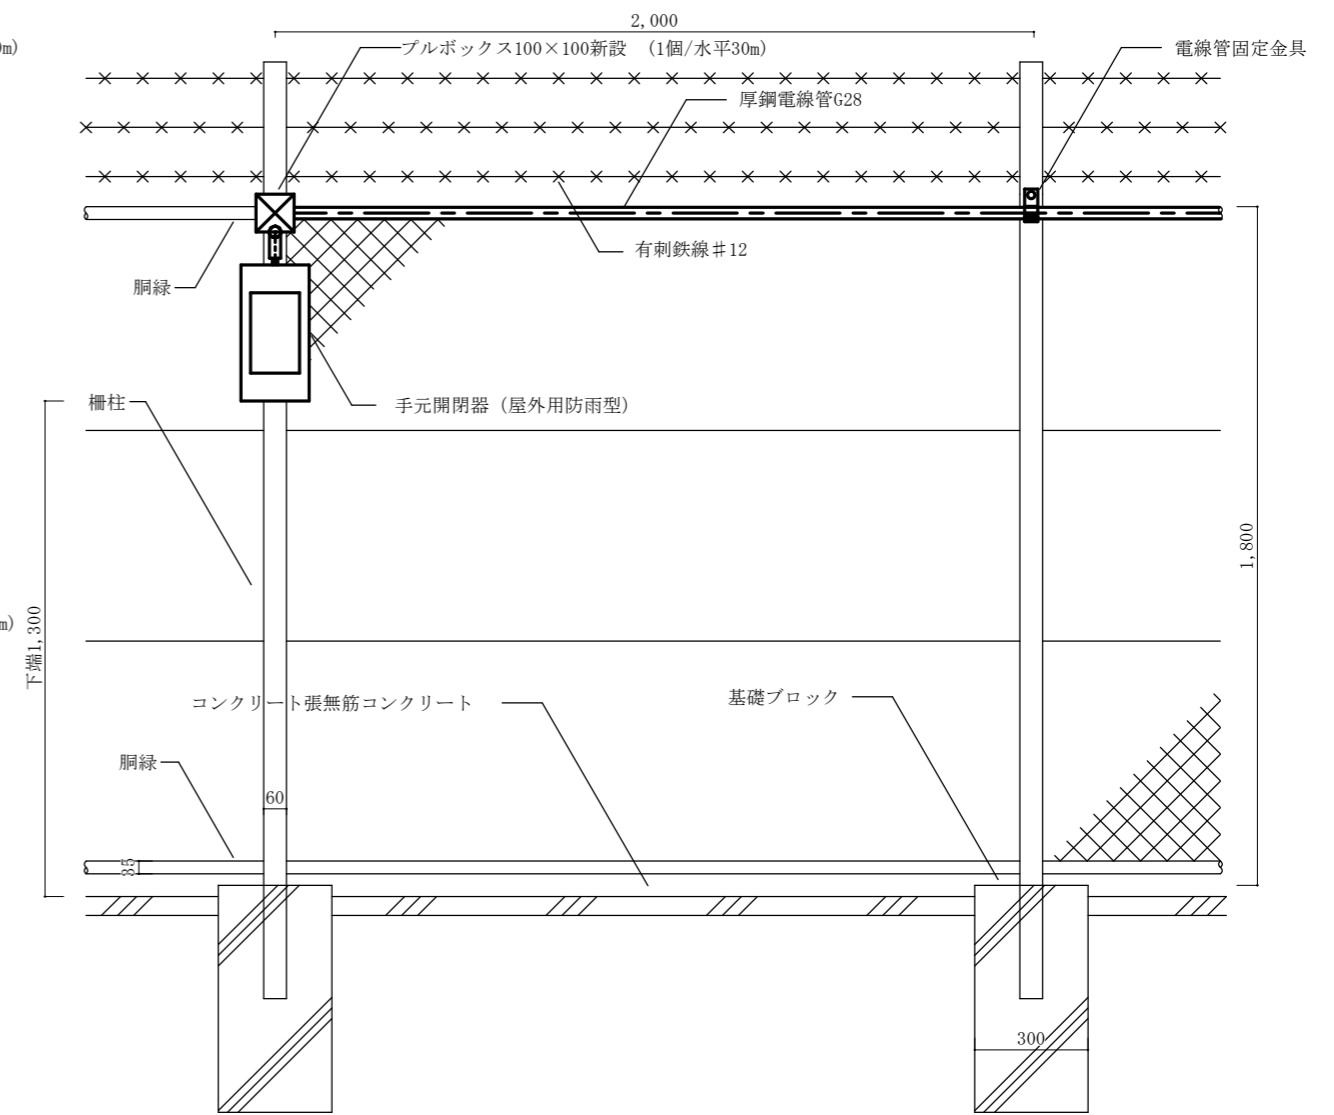 2,000
m)
プルボックス100×100新設 (1個/水平30m)
電線管固定金具
厚鋼電線管G28
有刺鉄線＃12
胴緑
柵柱
手元開閉器 (屋外用防雨型)
1,800
m)
下端1,300
コンクリート張無筋コンクリート
基礎ブロック
胴緑
60
35
300